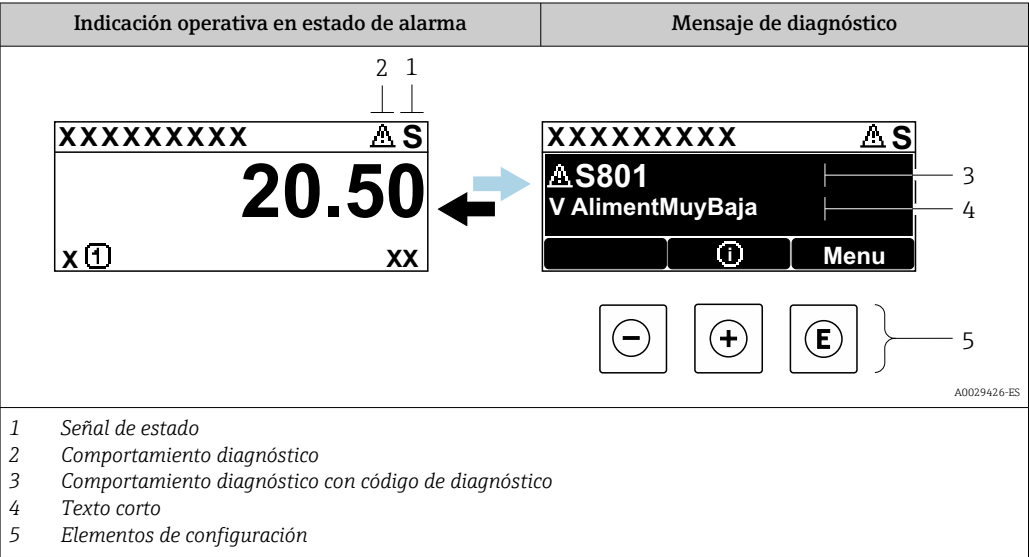 Indicación operativa en estado de alarma
Mensaje de diagnóstico
2 1
XXXXXXXXX S
20.50
X 1 XX
XXXXXXXXX S
S801
3
V AlimentMuyBaja
4
i Menu
- + E
5
A0029426-ES
1 Señal de estado
2 Comportamiento diagnóstico
3 Comportamiento diagnóstico con código de diagnóstico
4 Texto corto
5 Elementos de configuración